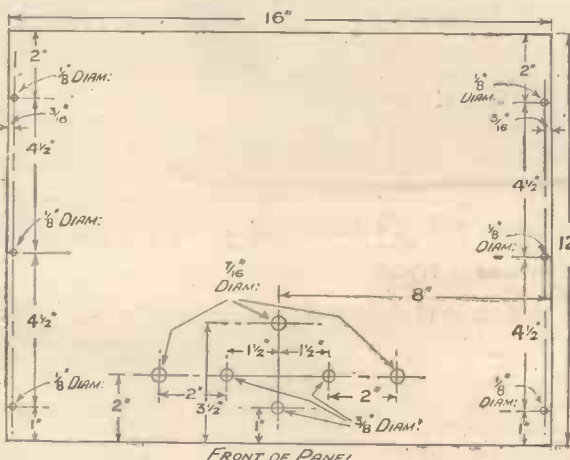 16"
2"
2"
1/8" DIAM:
1/8" DIAM:
3/16"
3/16"
4 1/2"
4 1/2"
12
1/8" DIAM:
1/8" DIAM:
7/16" DIAM:
8"
4 1/2"
4 1/2"
1 1/2" 1 1/2"
1/8" DIAM:
2" 2" 3 1/2" 2"
1/8" DIAM:
3/8" DIAM:
1" 1" 1"
FRONT OF PANEL